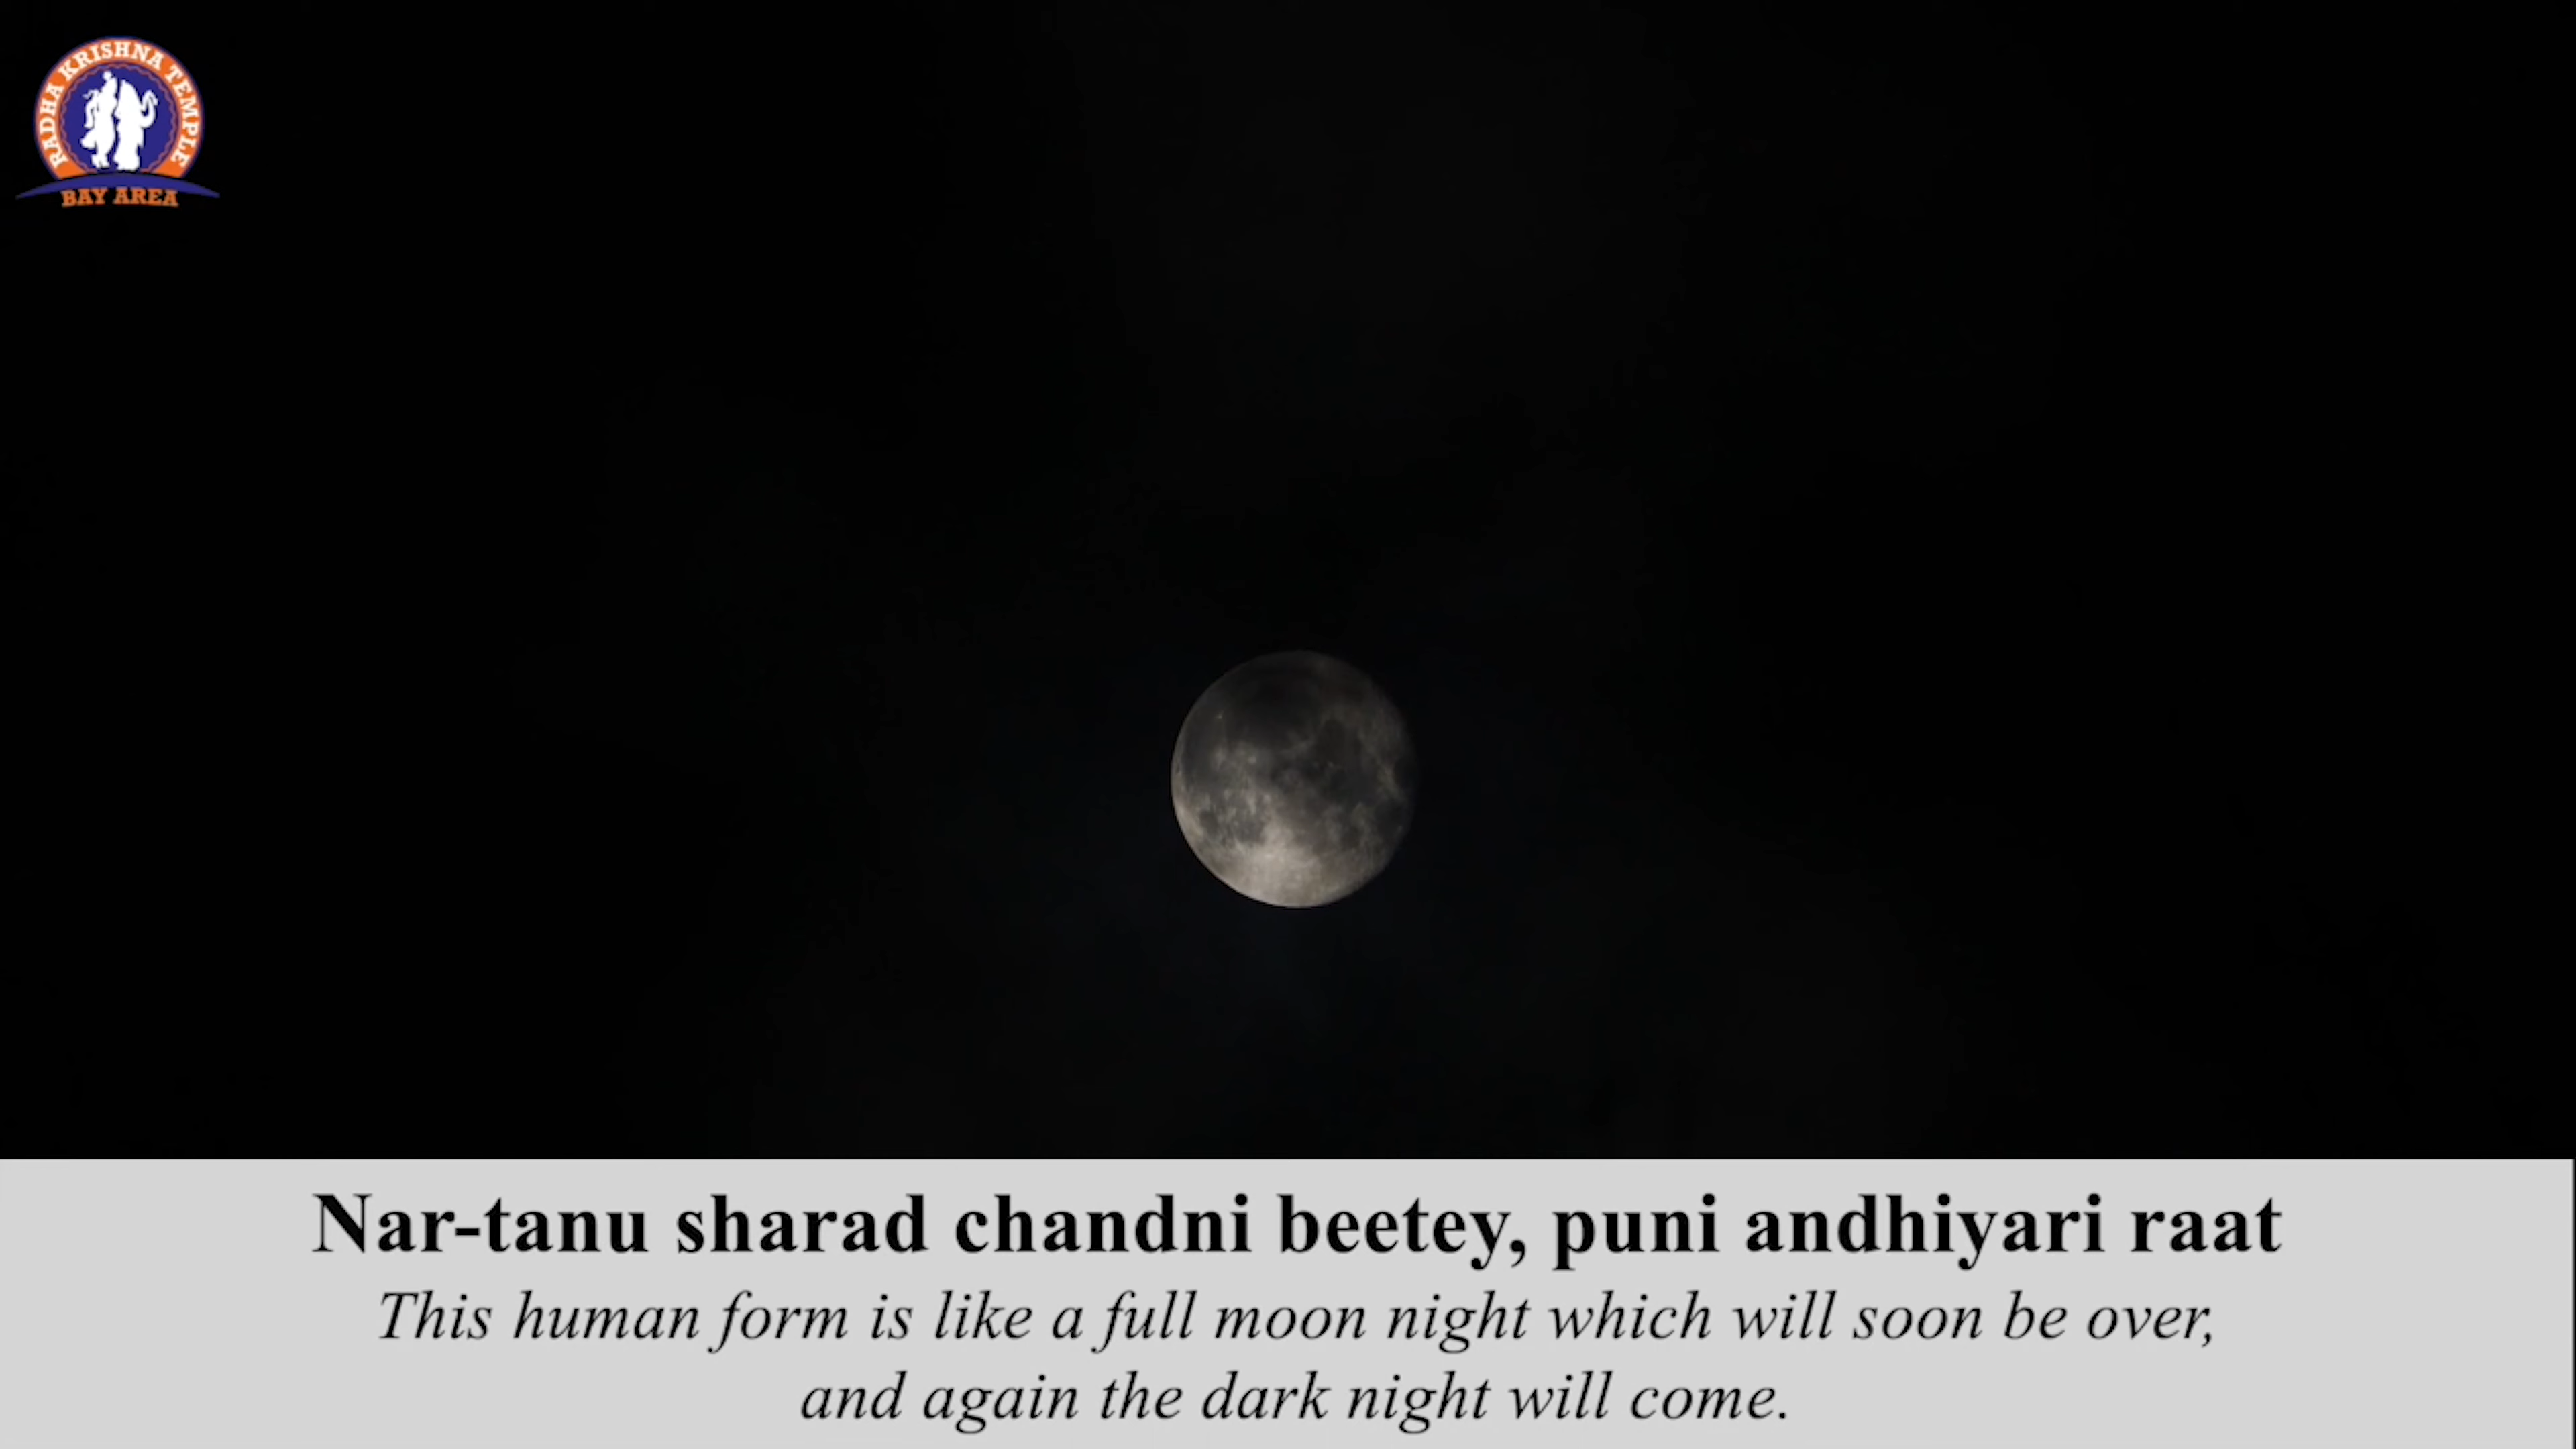 RADHA KRISHNA TEMPLE
BAY AREA
Nar-tanu sharad chandni beetey, puni andhiyari raat
This human form is like a full moon night which will soon be over,
and again the dark night will come.